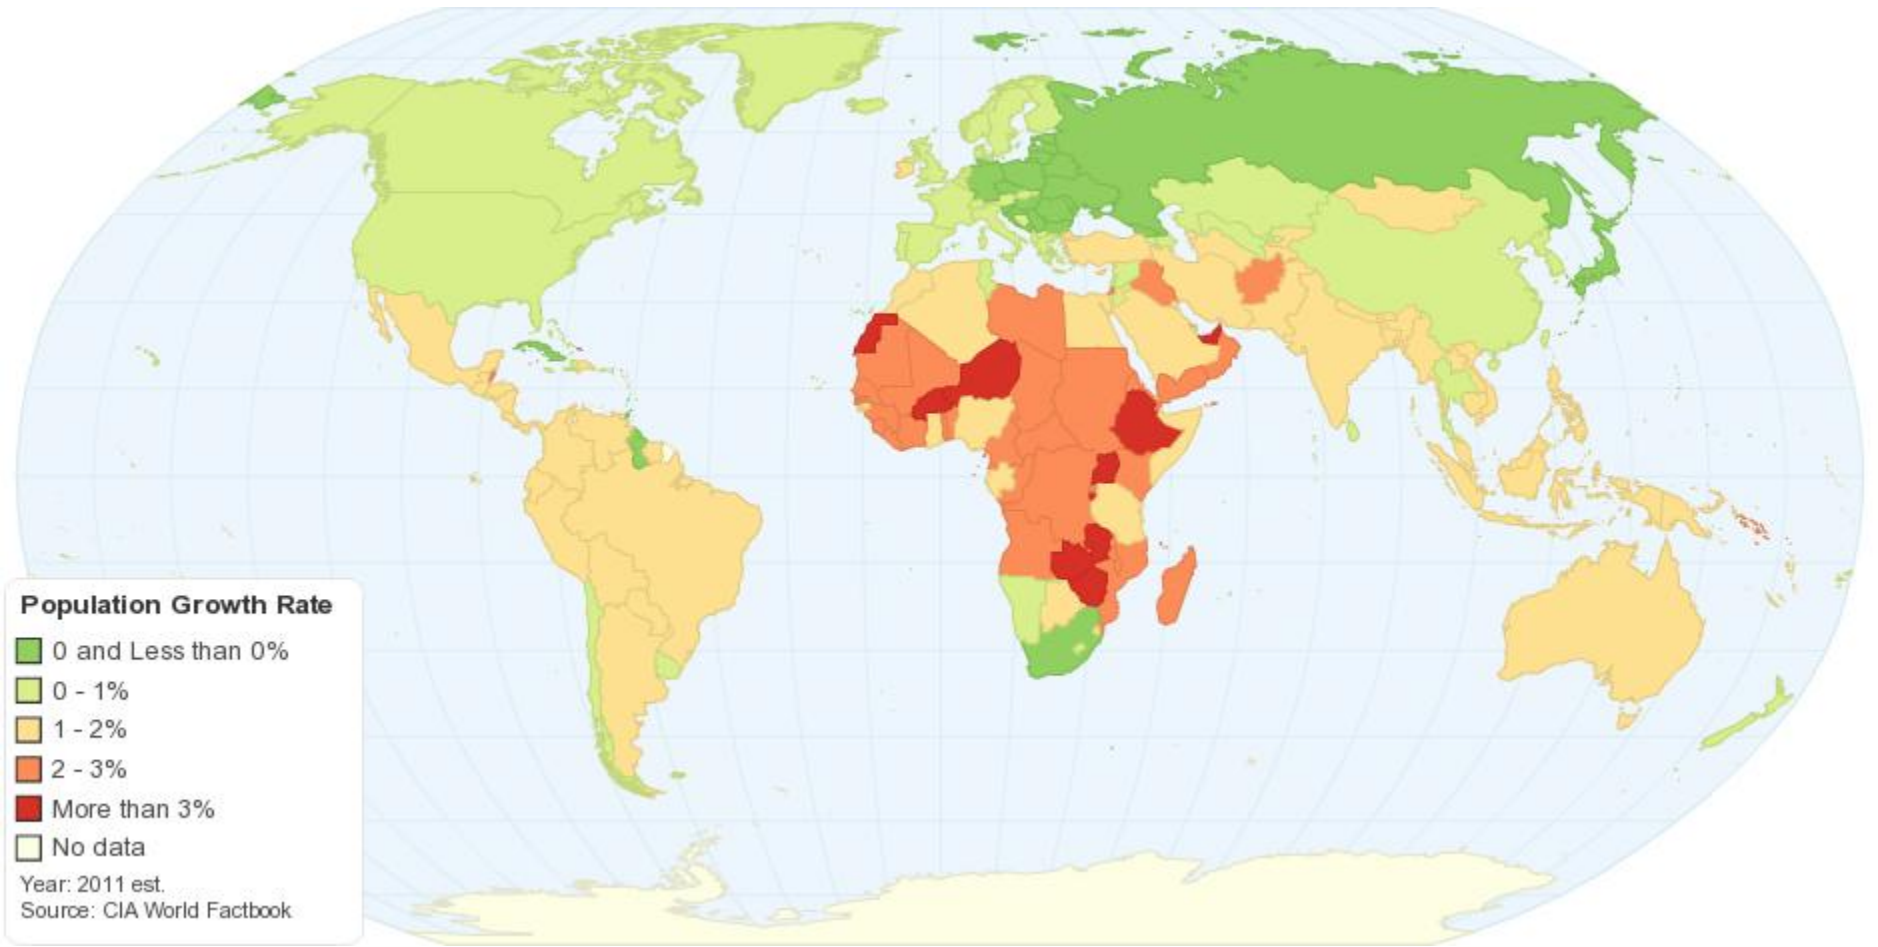 Population Growth Rate
0 and Less than 0%
0 - 1%
1 - 2%
2 - 3%
More than 3%
No data
Year: 2011 est.
Source: CIA World Factbook